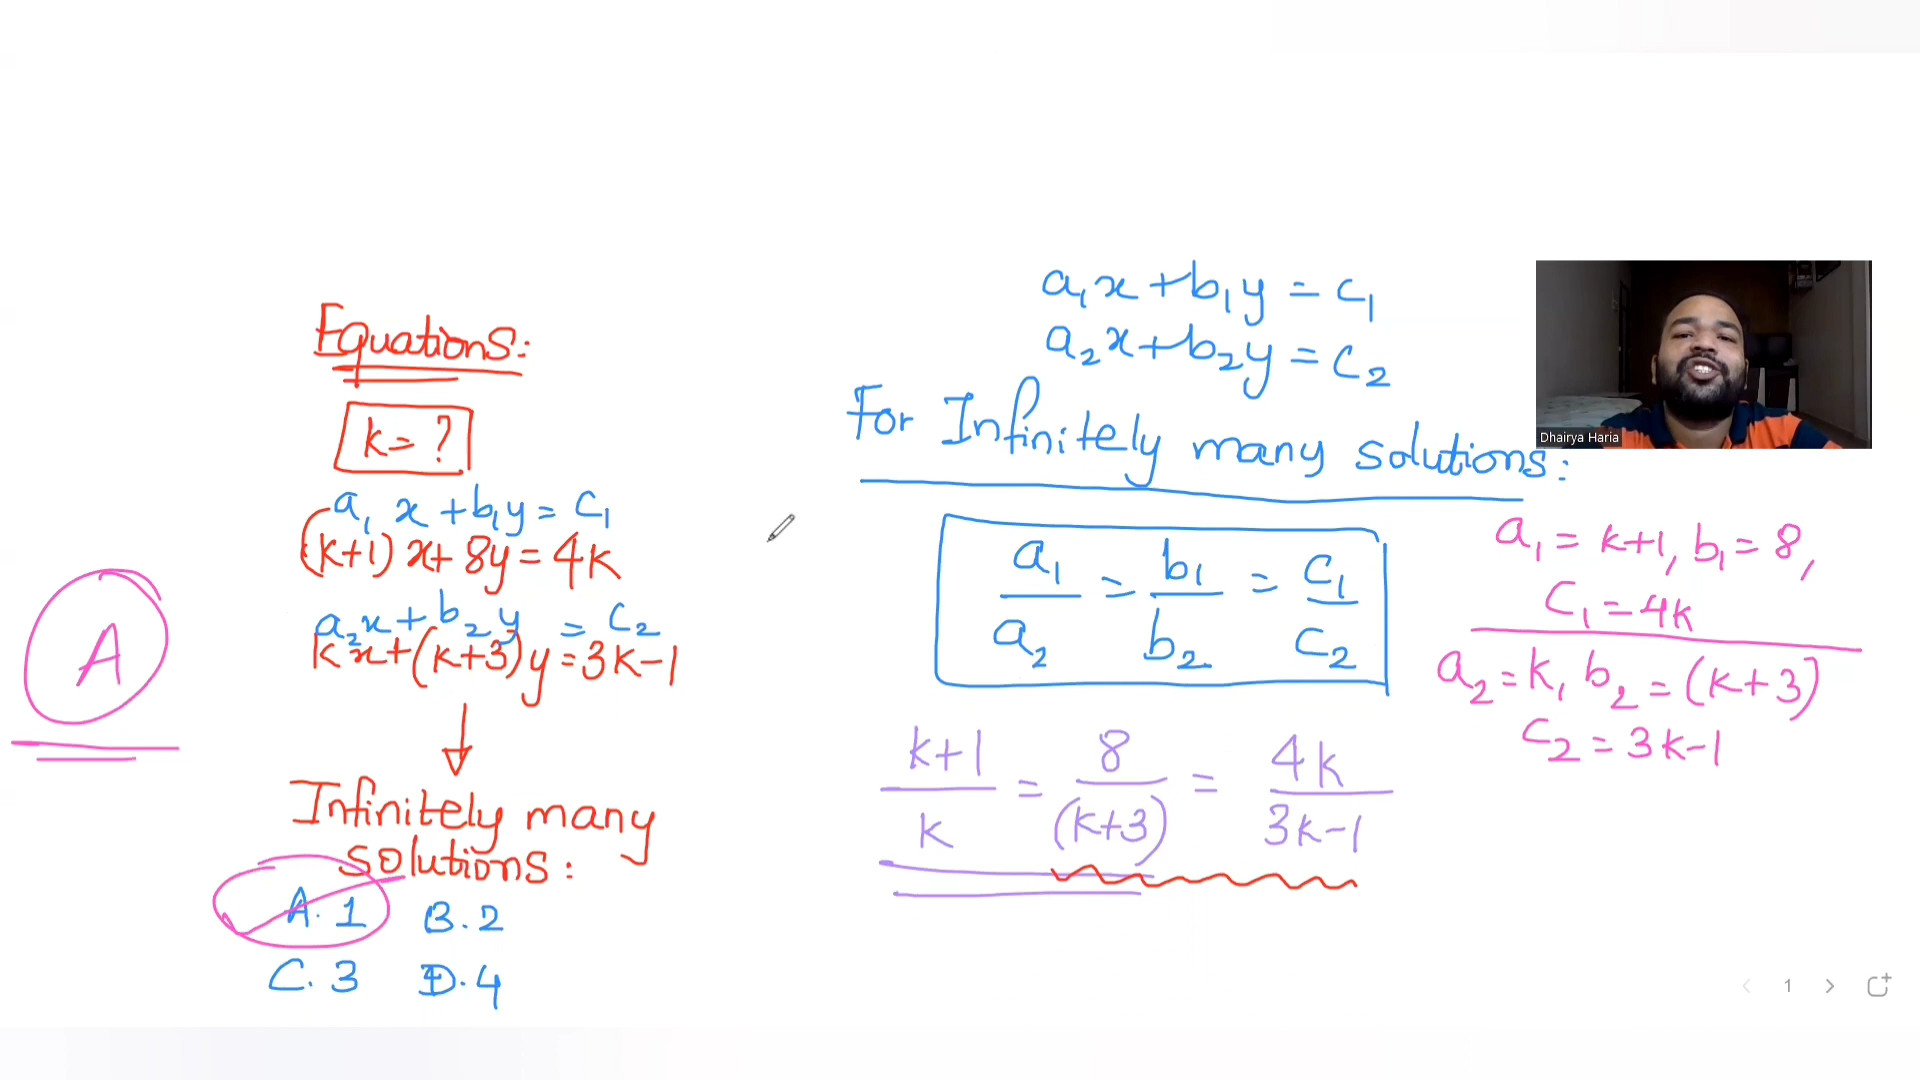 Equations:
k = ?
a₁ x + b₁y = c₁
(k+1) x + 8y = 4k
a₂x + b₂y = c₂
kx + (k+3)y = 3k-1
Infinitely many
solutions:
A. 1 B. 2
C. 3 D. 4
A
a₁x + b₁y = c₁
a₂x + b₂y = c₂
For Infinitely many solutions:
a₁/a₂ = b₁/b₂ = c₁/c₂
k+1/k = 8/(k+3) = 4k/3k-1
Dhairya Haria
a₁ = k+1, b₁ = 8,
c₁ = 4k
a₂ = k, b₂ = (k+3)
c₂ = 3k-1
1